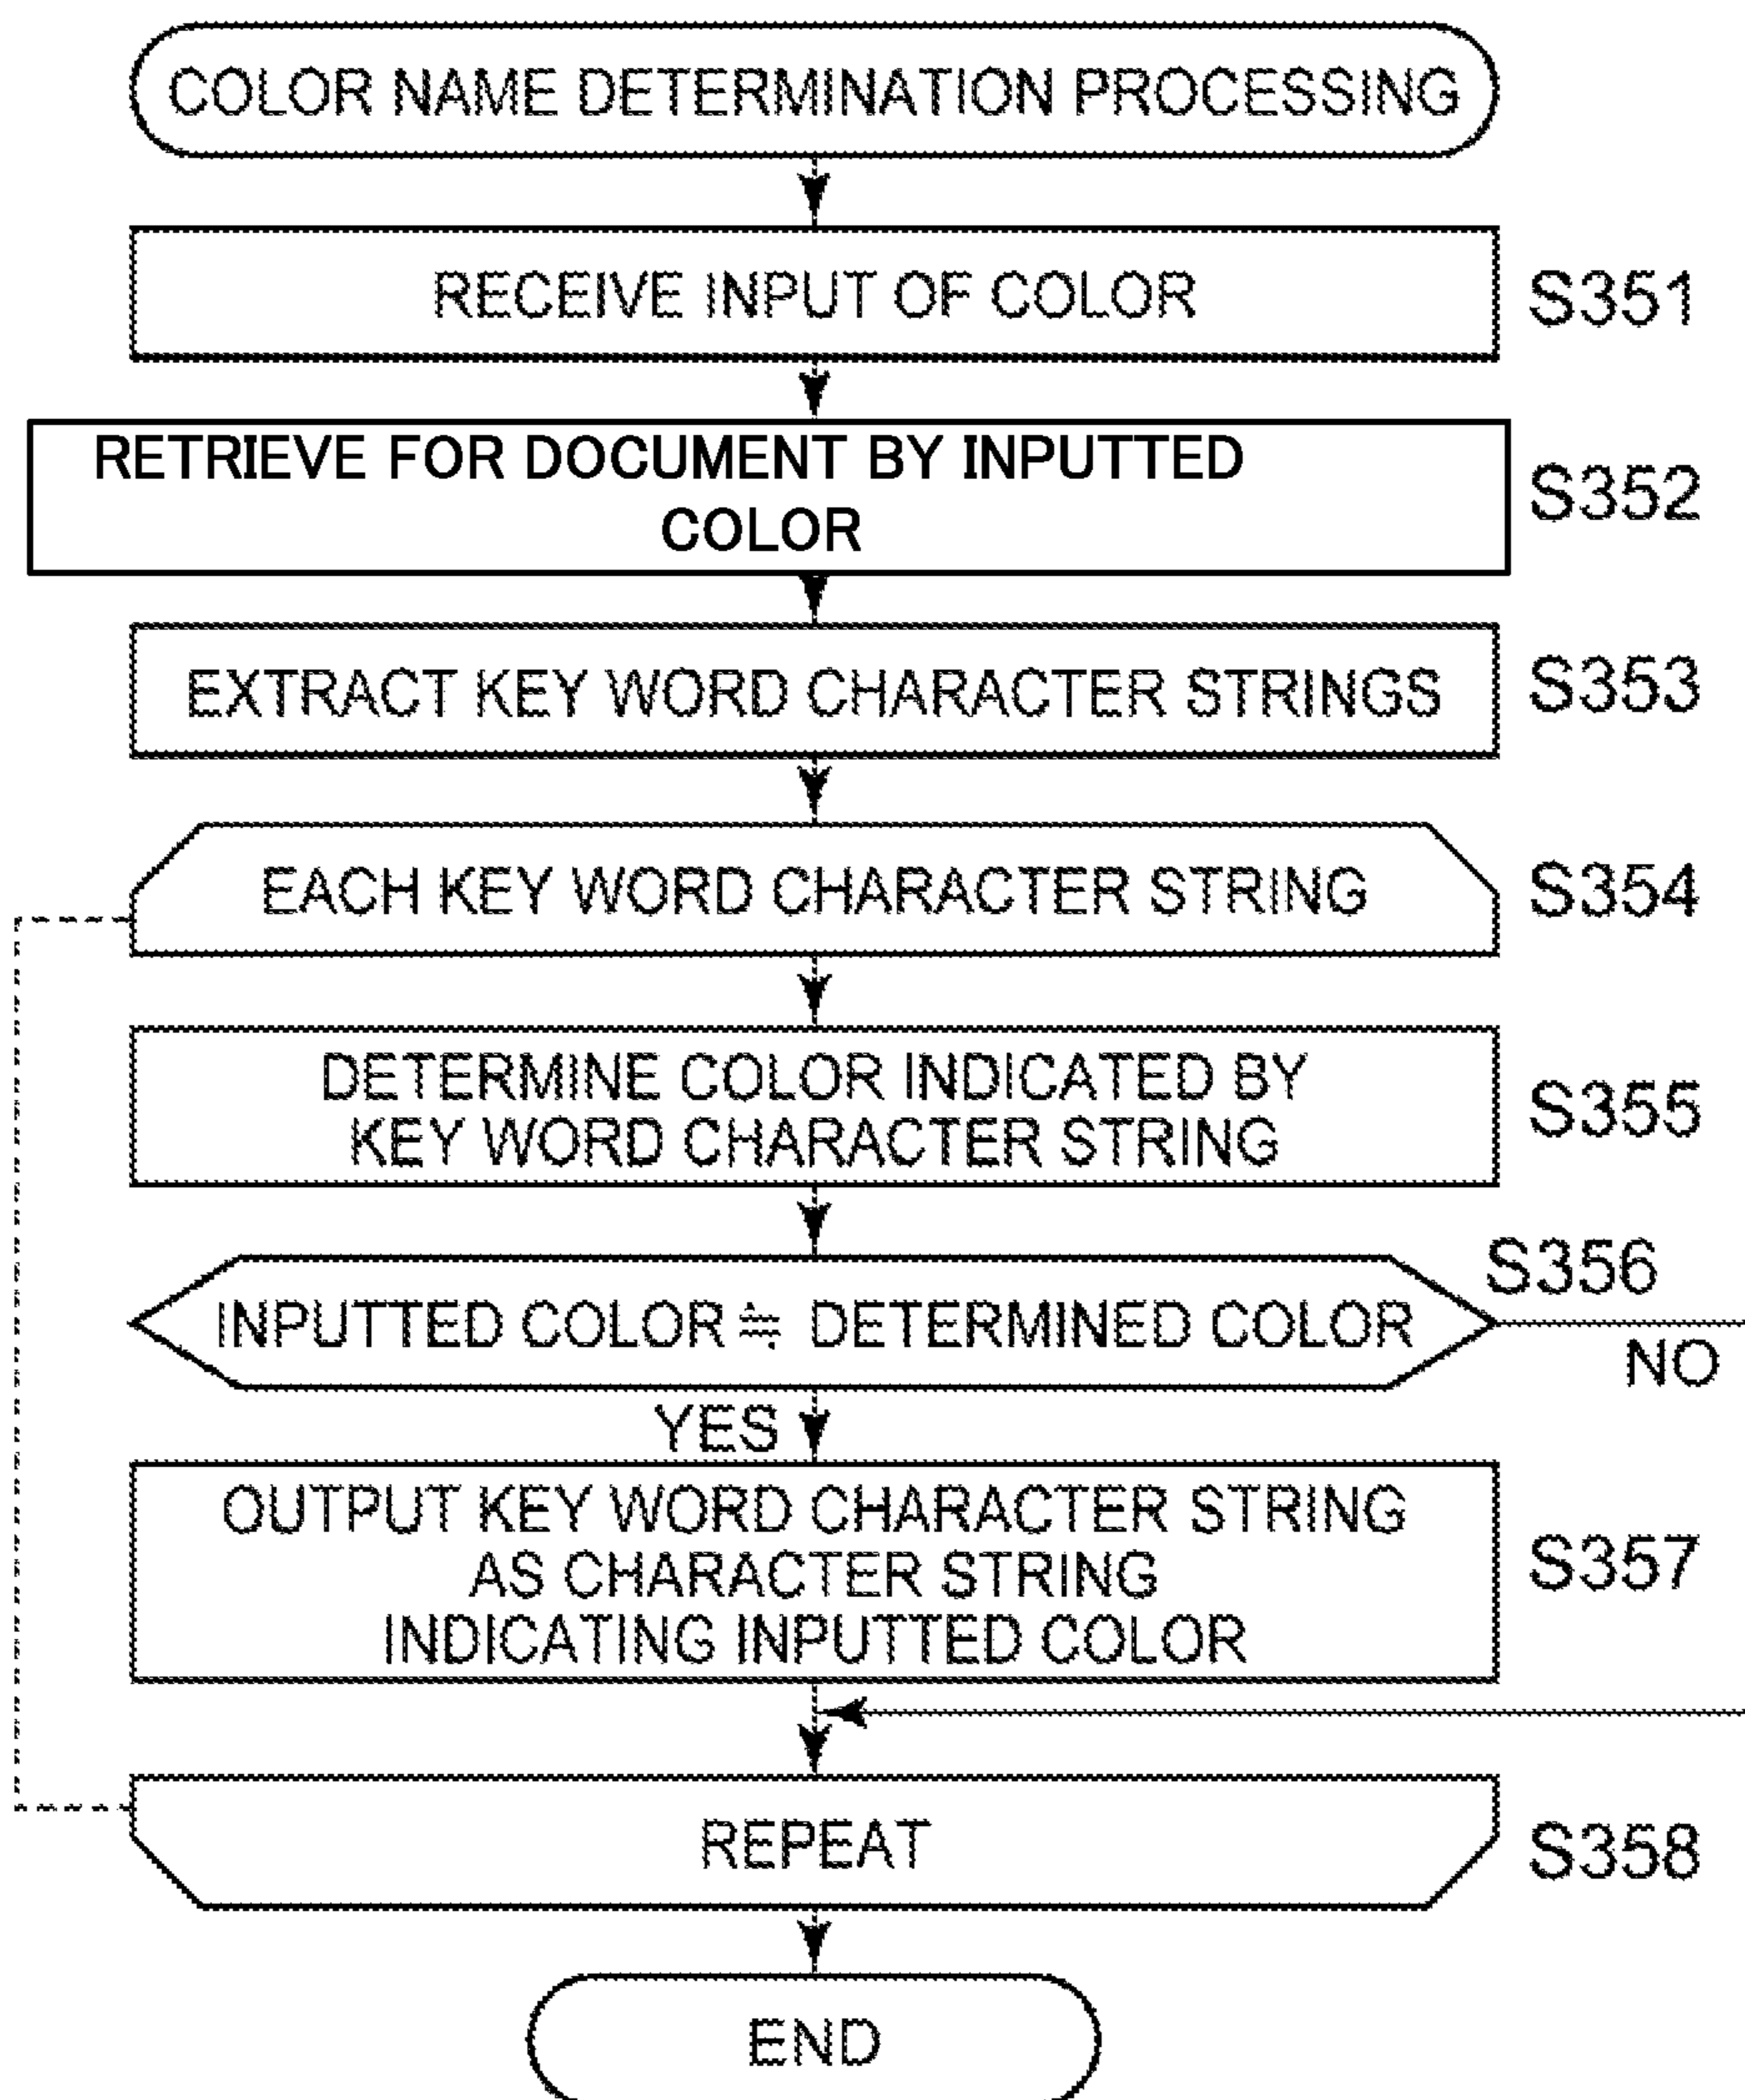 COLOR NAME DETERMINATION PROCESSING
RECEIVE INPUT OF COLOR
S351
RETRIEVE FOR DOCUMENT BY INPUTTED
COLOR
S352
EXTRACT KEY WORD CHARACTER STRINGS
S353
EACH KEY WORD CHARACTER STRING
S354
DETERMINE COLOR INDICATED BY
KEY WORD CHARACTER STRING
S355
S356
INPUTTED COLOR ≒ DETERMINED COLOR
NO
YES
OUTPUT KEY WORD CHARACTER STRING
AS CHARACTER STRING
INDICATING INPUTTED COLOR
S357
REPEAT
S358
END